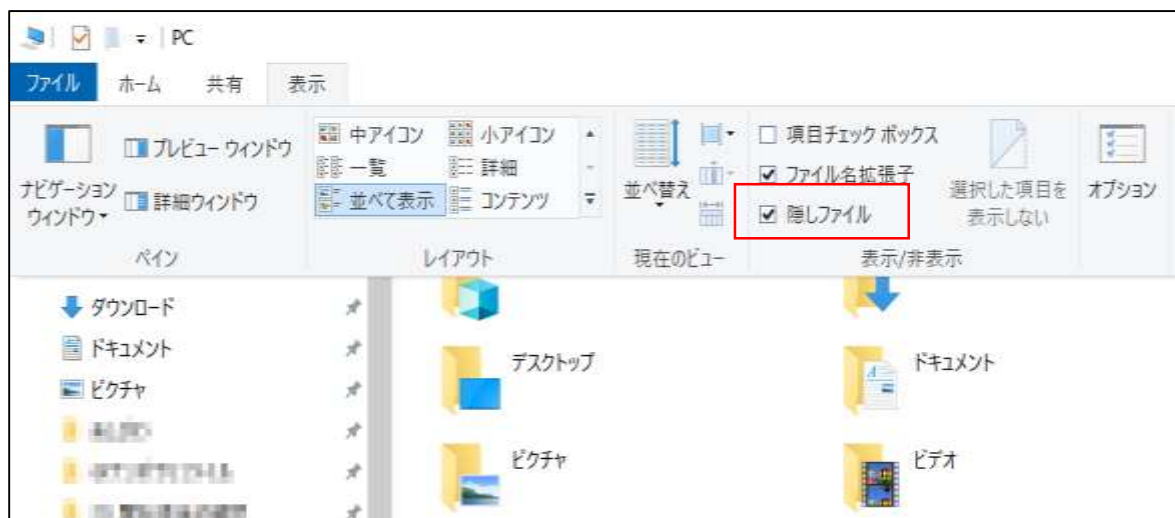 PC
ファイル ホーム 共有 表示
ナビゲーション
ウィンドウ
プレビュー ウィンドウ
詳細ウィンドウ
ペイン
中アイコン 小アイコン
一覧 詳細
並べて表示 コンテンツ
レイアウト
並べ替え
現在のビュー
項目チェック ボックス
ファイル名拡張子
隠しファイル
選択した項目を
表示しない
表示/非表示
オプション
ダウンロード
ドキュメント
ピクチャ
デスクトップ
ドキュメント
ピクチャ
ビデオ